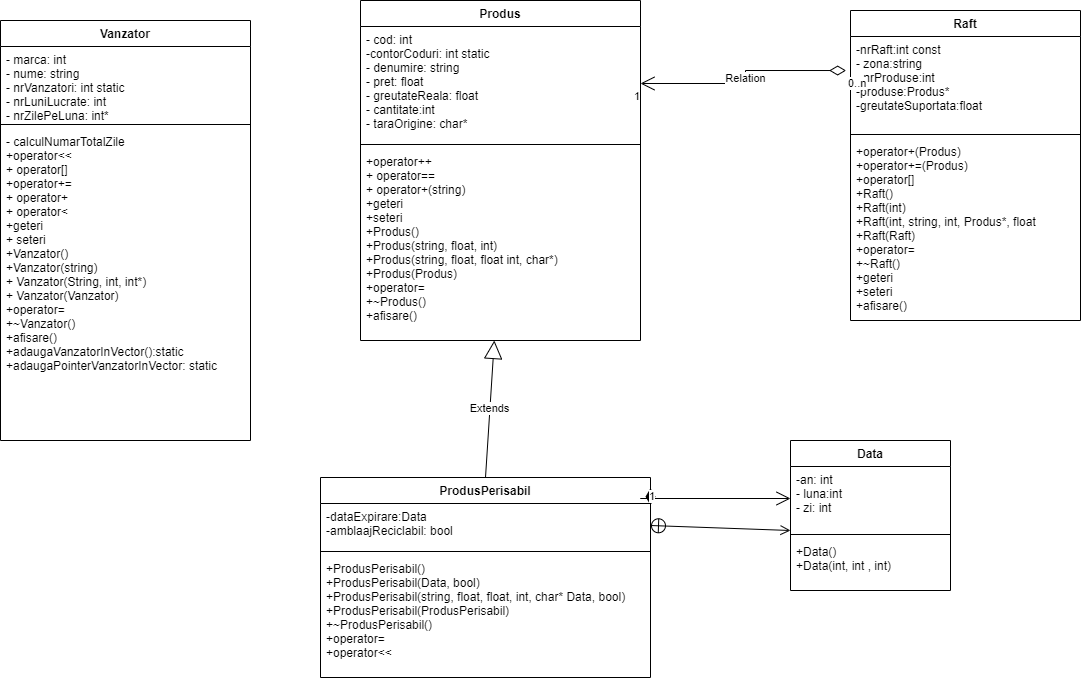 Vanzator
- marca: int
- nume: string
- nrVanzatori: int static
- nrLuniLucrate: int
- nrZilePeLuna: int*
- calculNumarTotalZile
+operator<<
+ operator[]
+operator+=
+ operator+
+ operator<
+geteri
+ seteri
+Vanzator()
+Vanzator(string)
+ Vanzator(String, int, int*)
+ Vanzator(Vanzator)
+operator=
+~Vanzator()
+afisare()
+adaugaVanzatorInVector():static
+adaugaPointerVanzatorInVector: static
Produs
- cod: int
-contorCoduri: int static
- denumire: string
- pret: float
- greutateReala: float
- cantitate:int
- taraOrigine: char*
+operator++
+ operator==
+ operator+(string)
+geteri
+seteri
+Produs()
+Produs(string, float, int)
+Produs(string, float, float int, char*)
+Produs(Produs)
+operator=
+~Produs()
+afisare()
1
Relation
0..n
Raft
-nrRaft:int const
- zona:string
nrProduse:int
-produse:Produs*
-greutateSuportata:float
+operator+(Produs)
+operator+=(Produs)
+operator[]
+Raft()
+Raft(int)
+Raft(int, string, int, Produs*, float
+Raft(Raft)
+operator=
+~Raft()
+geteri
+seteri
+afisare()
Extends
ProdusPerisabil
-dataExpirare:Data
-amblaajReciclabil: bool
+ProdusPerisabil()
+ProdusPerisabil(Data, bool)
+ProdusPerisabil(string, float, float, int, char* Data, bool)
+ProdusPerisabil(ProdusPerisabil)
+~ProdusPerisabil()
+operator=
+operator<<
1
Data
-an: int
- luna:int
- zi: int
+Data()
+Data(int, int , int)